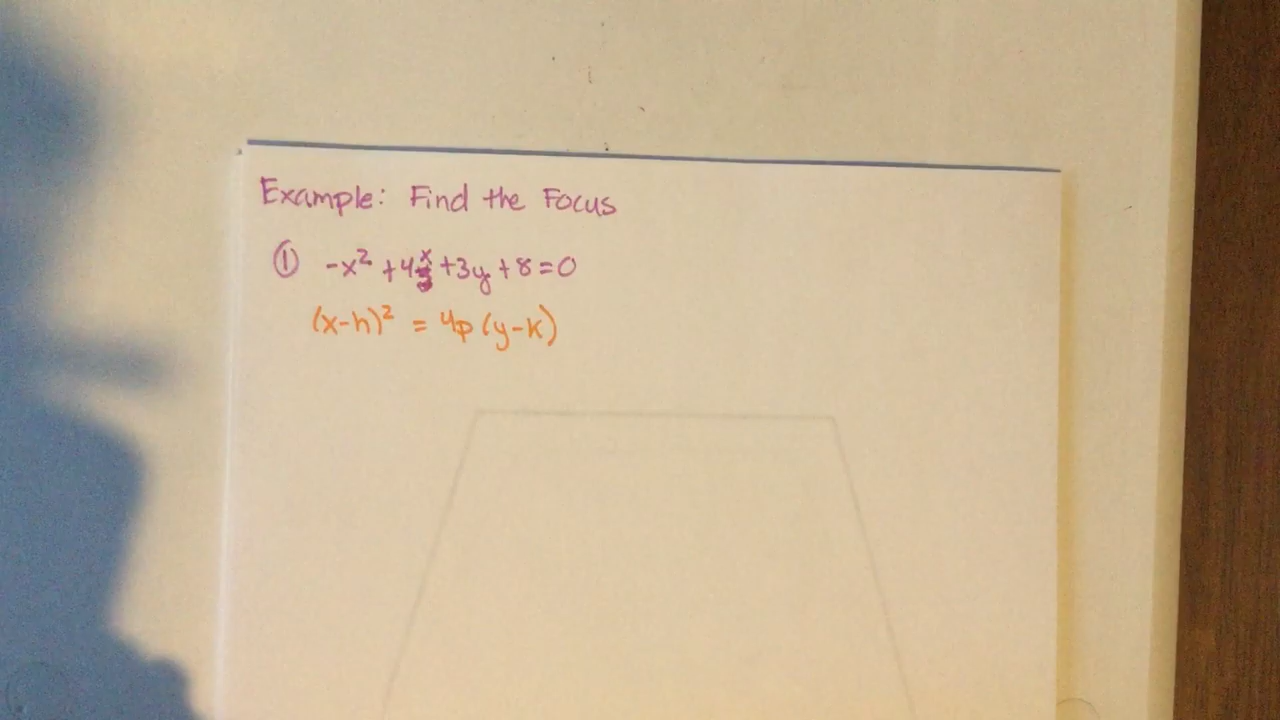 Example: Find the Focus
① -x² +4x +3y +8=0
(x-h)² = 4p (y-k)